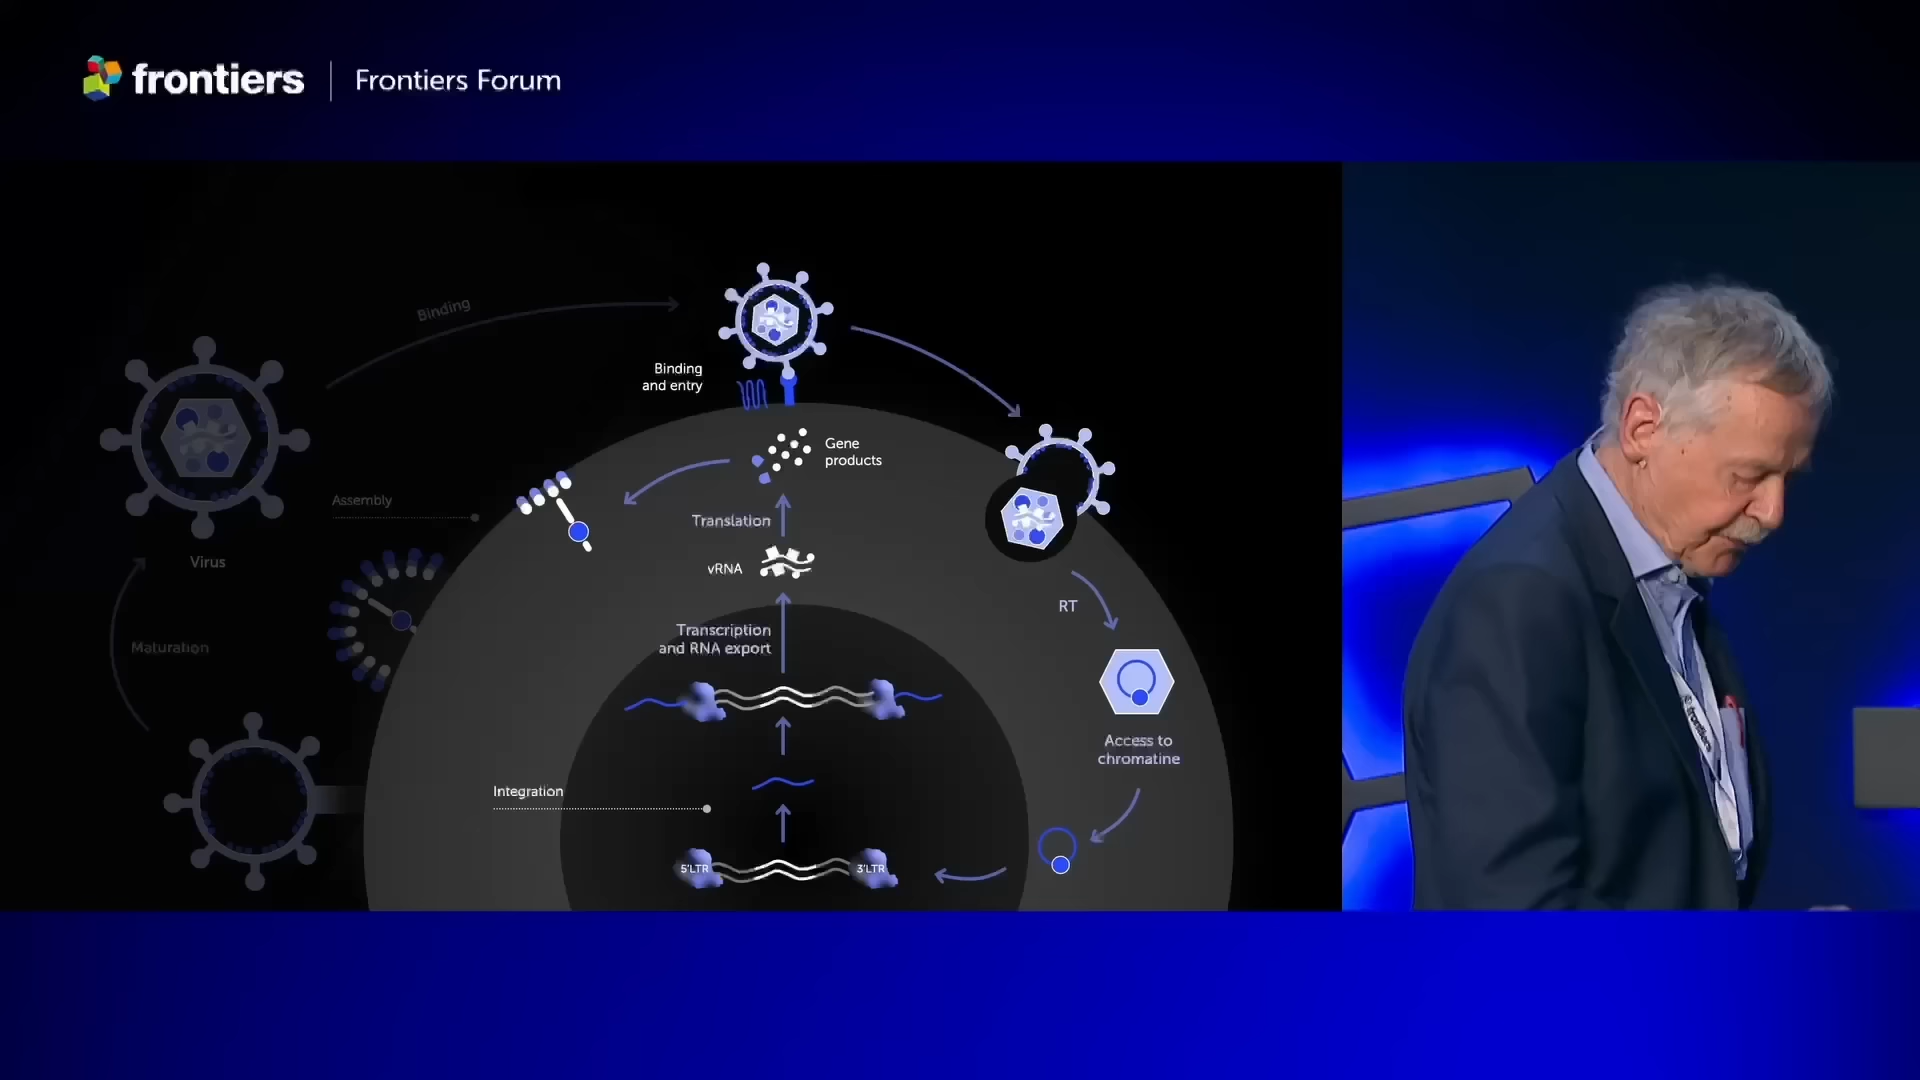 frontiers
Frontiers Forum
Binding
Binding
and entry
Gene
products
Assembly
Translation
vRNA
Virus
RT
Transcription
and RNA export
Maturation
Access to
chromatine
Integration
5'LTR
3'LTR
frontiers